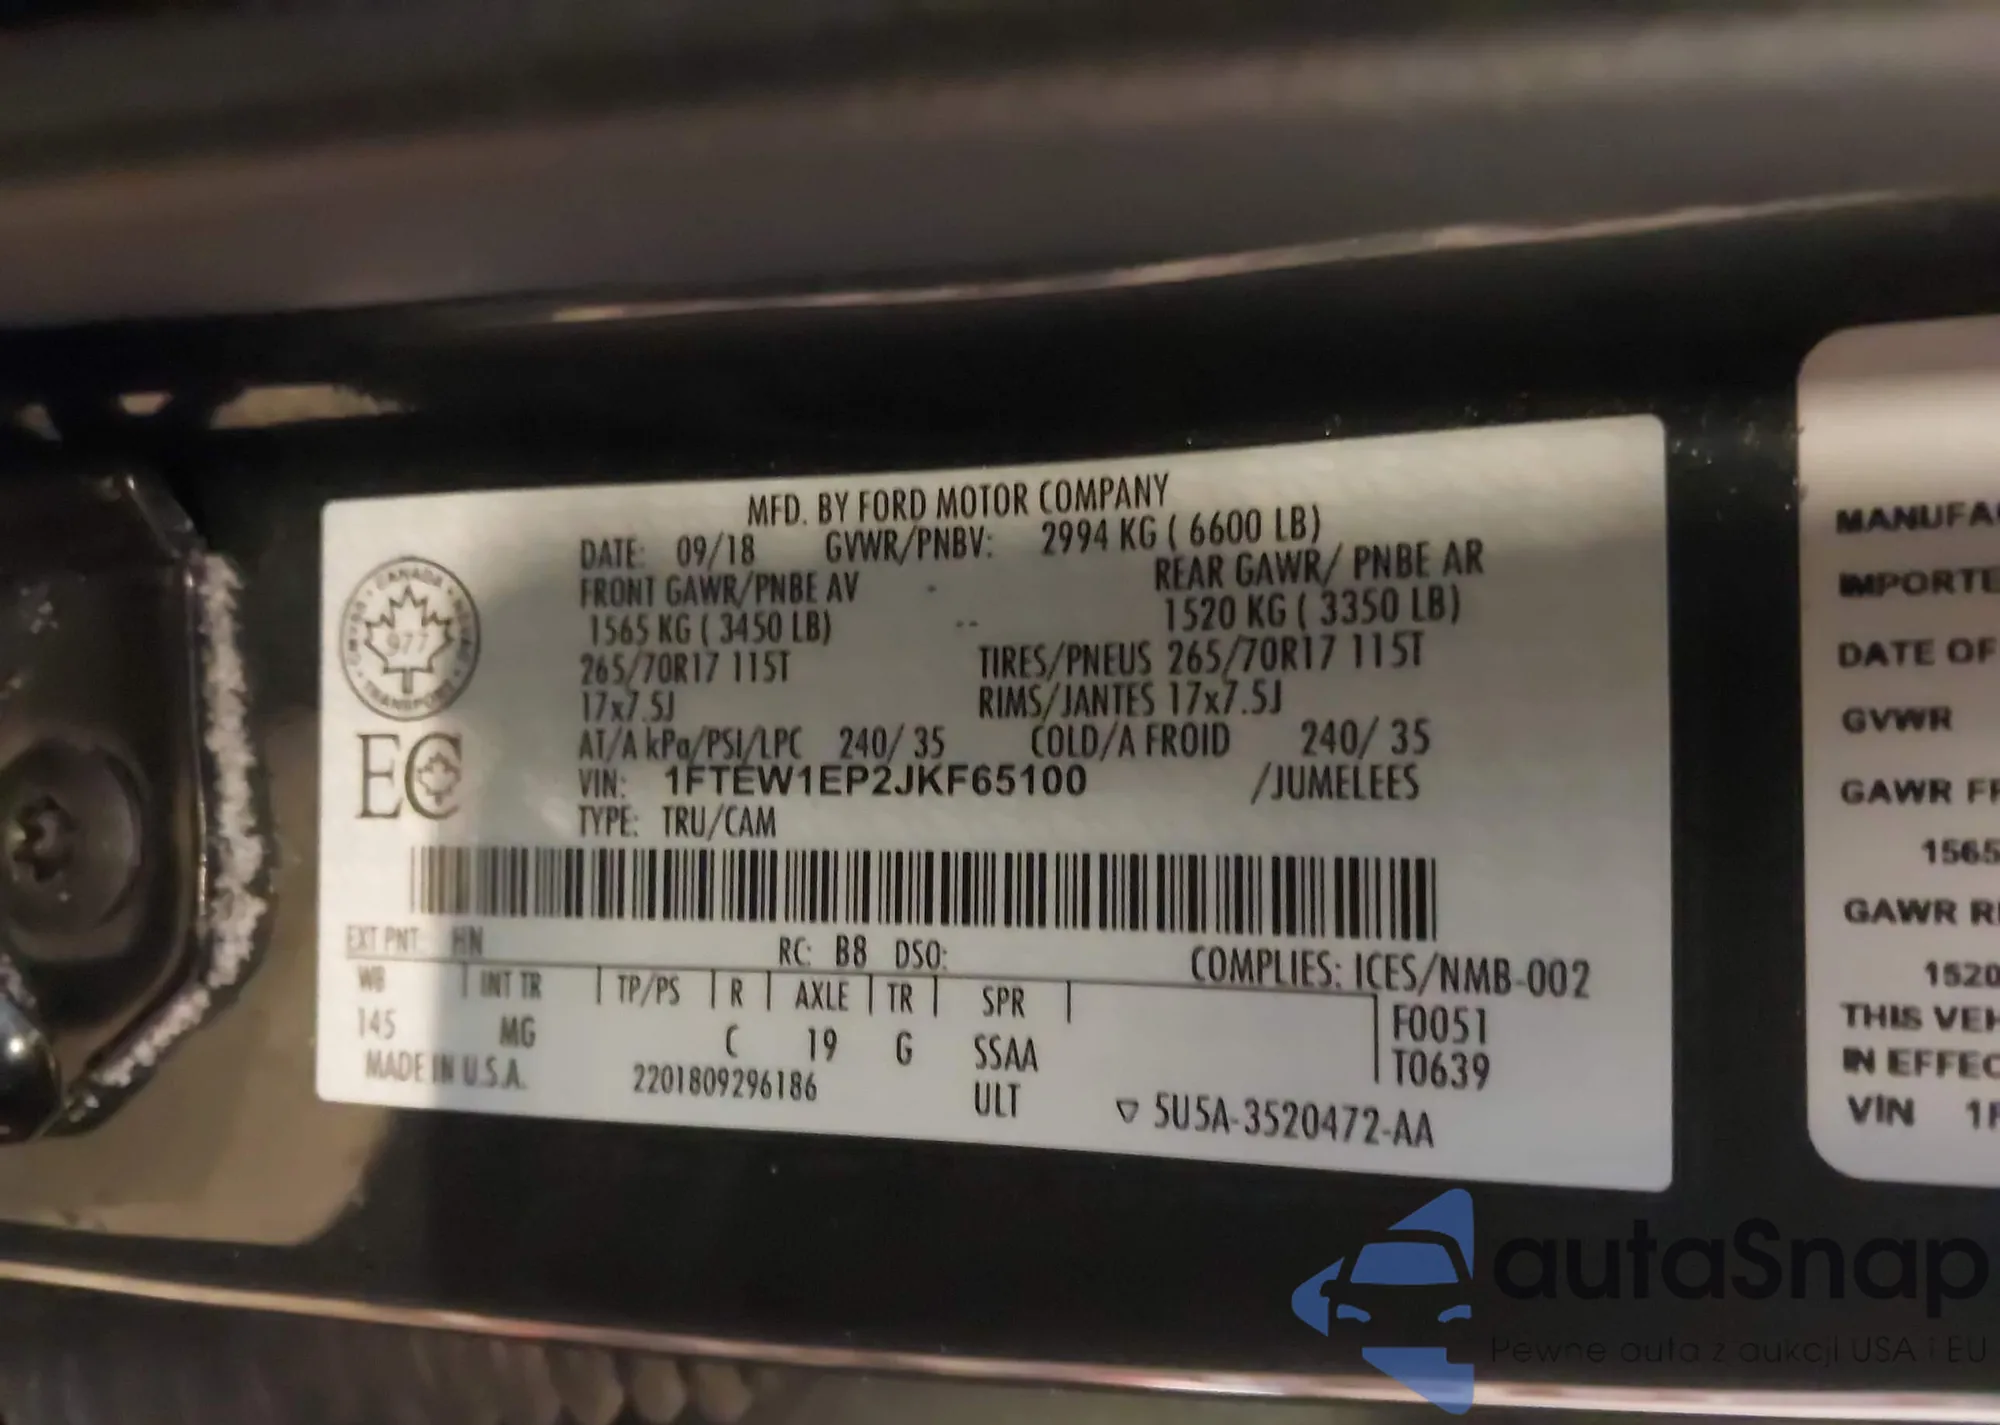 MFD. BY FORD MOTOR COMPANY
DATE: 09/18 GVWR/PNBV: 2994 KG ( 6600 LB)
FRONT GAWR/PNBE AV REAR GAWR/ PNBE AR
1565 KG ( 3450 LB) 1520 KG ( 3350 LB)
265/70R17 115T TIRES/PNEUS 265/70R17 115T
17x7.5J RIMS/JANTES 17x7.5J
AT/A kPa/PSI/LPC 240/ 35 COLD/A FROID 240/ 35
VIN: 1FTEW1EP2JKF65100 /JUMELEES
TYPE: TRU/CAM
CANADA
977
TRANSPORT
EC
EXT PNT: HN RC: B8 DSO: COMPLIES: ICES/NMB-002
WB INT TR TP/PS R AXLE TR SPR F0051
145 MG C 19 G SSAA T0639
MADE IN U.S.A. 2201809296186 ULT ▽ 5U5A-3520472-AA
MANUFA
IMPORTE
DATE OF
GVWR
GAWR FR
1565
GAWR R
1520
THIS VEH
IN EFFEC
VIN 1F
autaSnap
Pewne auta z aukcji USA i EU